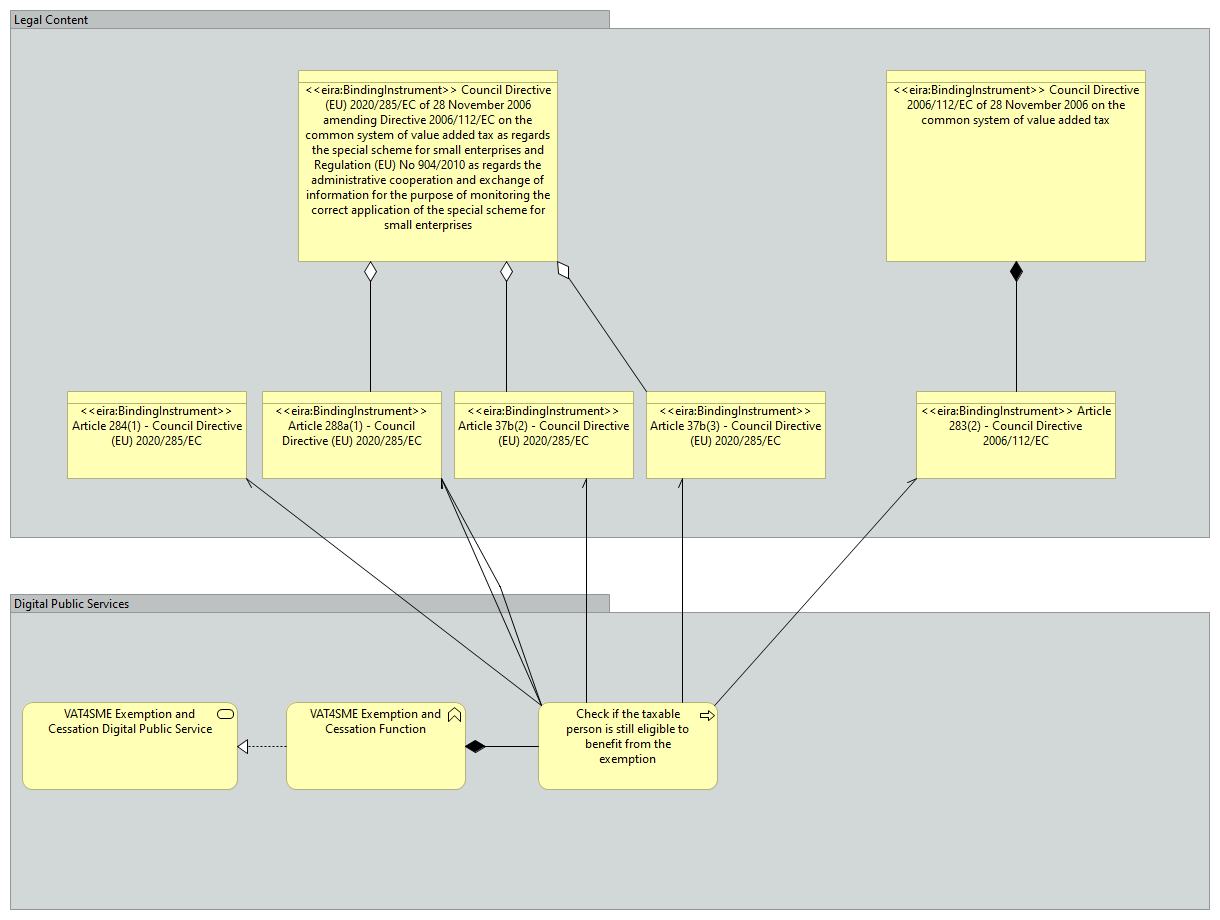 Legal Content
<<eira:BindingInstrument>> Council Directive
(EU) 2020/285/EC of 28 November 2006
amending Directive 2006/112/EC on the
common system of value added tax as regards
the special scheme for small enterprises and
Regulation (EU) No 904/2010 as regards the
administrative cooperation and exchange of
information for the purpose of monitoring the
correct application of the special scheme for
small enterprises
<<eira:BindingInstrument>> Council Directive
2006/112/EC of 28 November 2006 on the
common system of value added tax
<<eira:BindingInstrument>>
Article 284(1) - Council Directive
(EU) 2020/285/EC
<<eira:BindingInstrument>>
Article 288a(1) - Council
Directive (EU) 2020/285/EC
<<eira:BindingInstrument>>
Article 37b(2) - Council Directive
(EU) 2020/285/EC
<<eira:BindingInstrument>>
Article 37b(3) - Council Directive
(EU) 2020/285/EC
<<eira:BindingInstrument>> Article
283(2) - Council Directive
2006/112/EC
Digital Public Services
VAT4SME Exemption and
Cessation Digital Public Service
VAT4SME Exemption and
Cessation Function
Check if the taxable
person is still eligible to
benefit from the
exemption